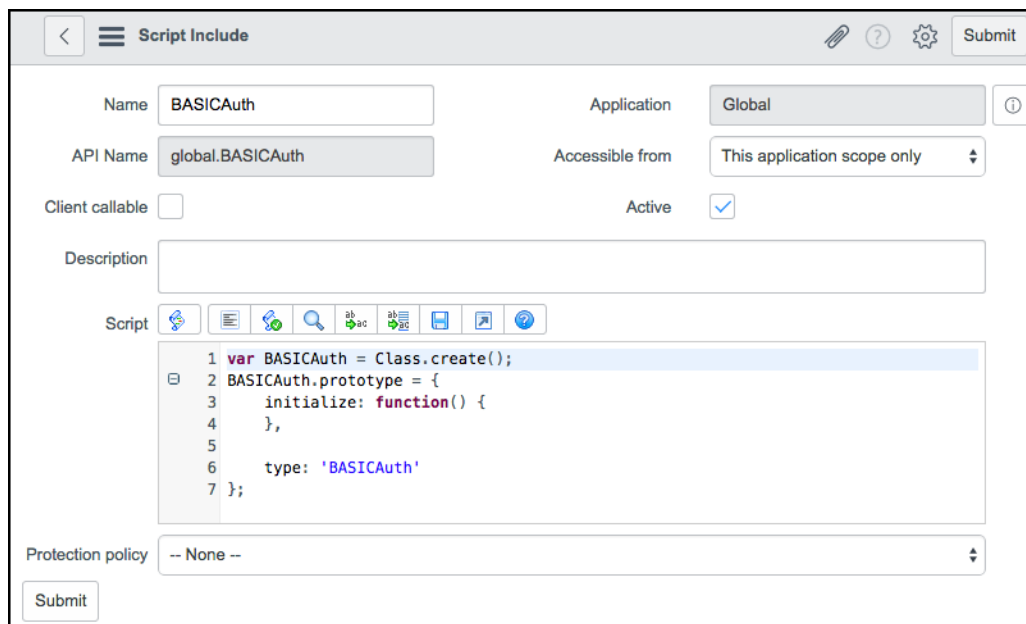 Script Include
Submit
Name BASICAuth Application Global
API Name global.BASICAuth Accessible from This application scope only
Client callable Active
Description
Script
1 var BASICAuth = Class.create();
2 BASICAuth.prototype = {
3     initialize: function() {
4     },
5
6     type: 'BASICAuth'
7 };
Protection policy -- None --
Submit